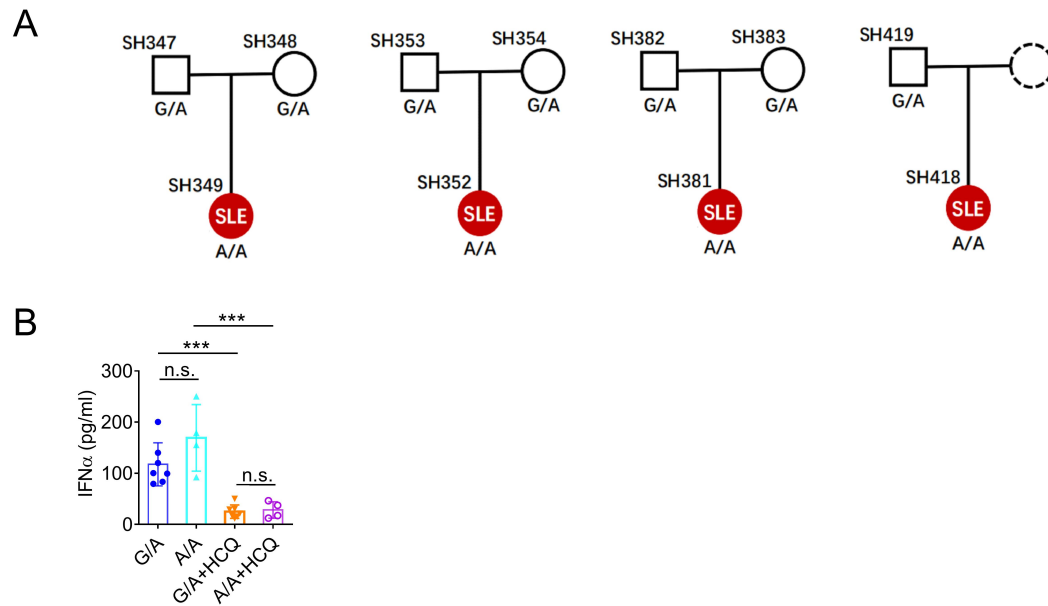 A
SH347 SH348 SH353 SH354 SH382 SH383 SH419
G/A G/A G/A G/A G/A G/A G/A
SH349 SH352 SH381 SH418
SLE SLE SLE SLE
A/A A/A A/A A/A
B
***
***
n.s.
300
200
100
0
IFNα (pg/ml)
n.s.
G/A A/A G/A+HCQ A/A+HCQ